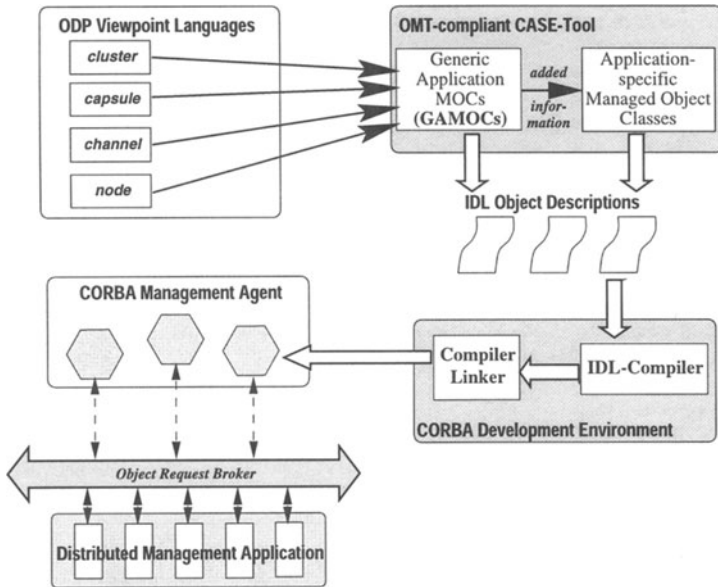 ODP Viewpoint Languages
cluster
capsule
channel
node
OMT-compliant CASE-Tool
Generic
Application
MOCs
(GAMOCs)
added
infor-
mation
Application-
specific
Managed Object
Classes
IDL Object Descriptions
CORBA Management Agent
Compiler
Linker
IDL-Compiler
CORBA Development Environment
Object Request Broker
Distributed Management Application